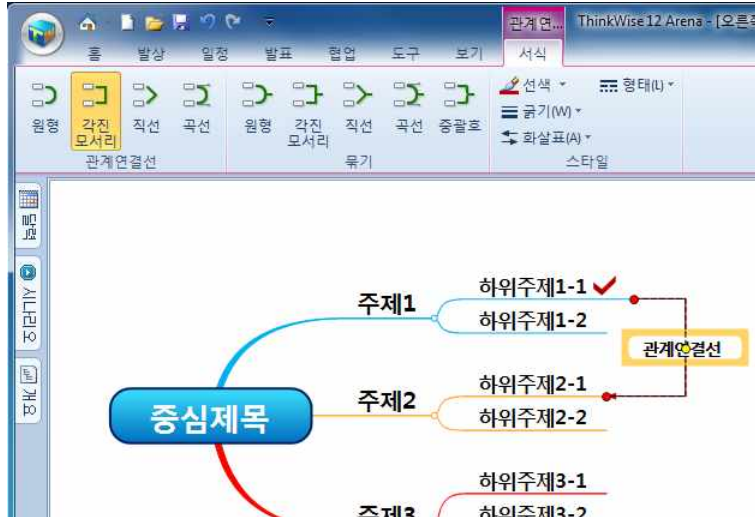 관계연... ThinkWise 12 Arena - [오른쪽
홈 발상 일정 발표 협업 도구 보기 서식
원형 각진 모서리 직선 곡선 원형 각진 모서리 직선 곡선 중괄호
선색 형태(L)
굵기(W)
화살표(A)
관계연결선 묶기 스타일
달력
시나리오
개요
하위주제1-1
주제1
하위주제1-2
관계연결선
하위주제2-1
주제2
중심제목
하위주제2-2
하위주제3-1
주제3
하위주제3-2